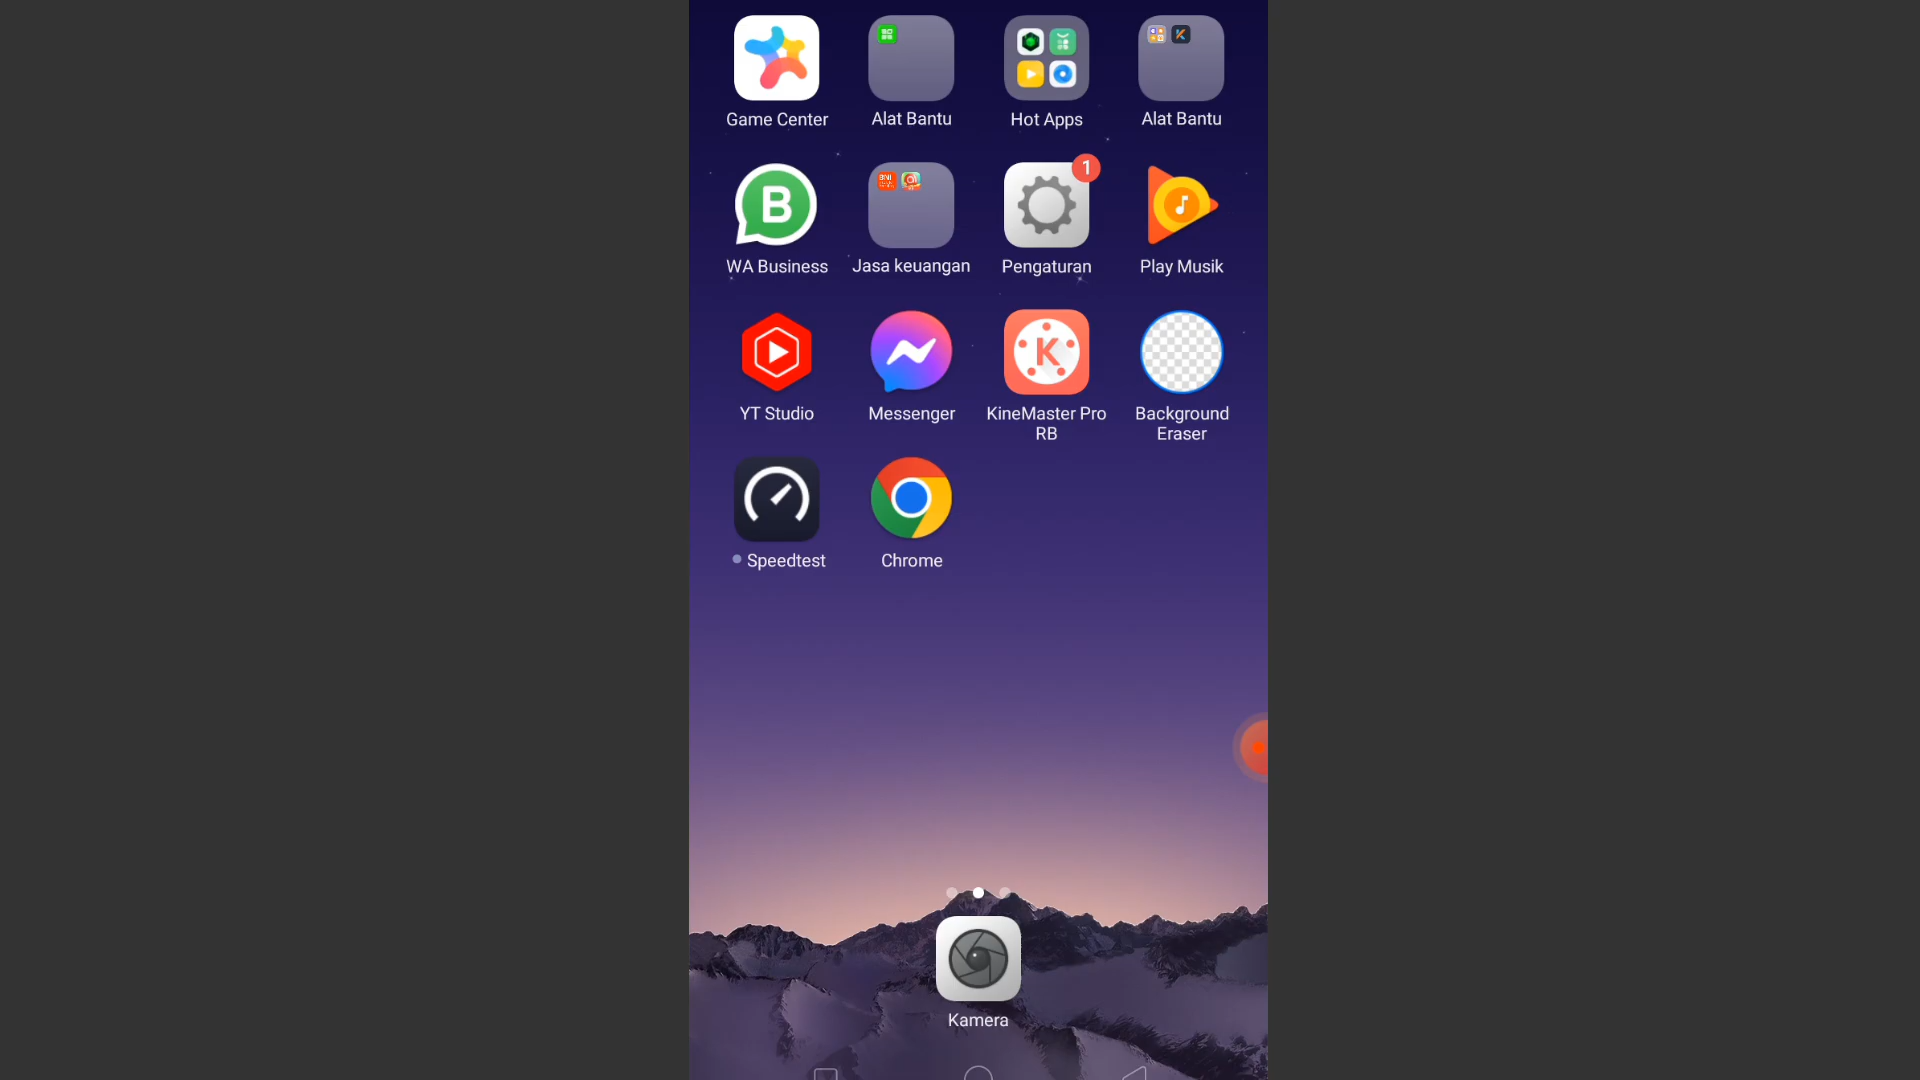 Game Center
Alat Bantu
Hot Apps
Alat Bantu
1
B
BNI
WA Business
Jasa keuangan
Pengaturan
Play Musik
K
YT Studio
Messenger
KineMaster Pro
RB
Background
Eraser
Speedtest
Chrome
Kamera